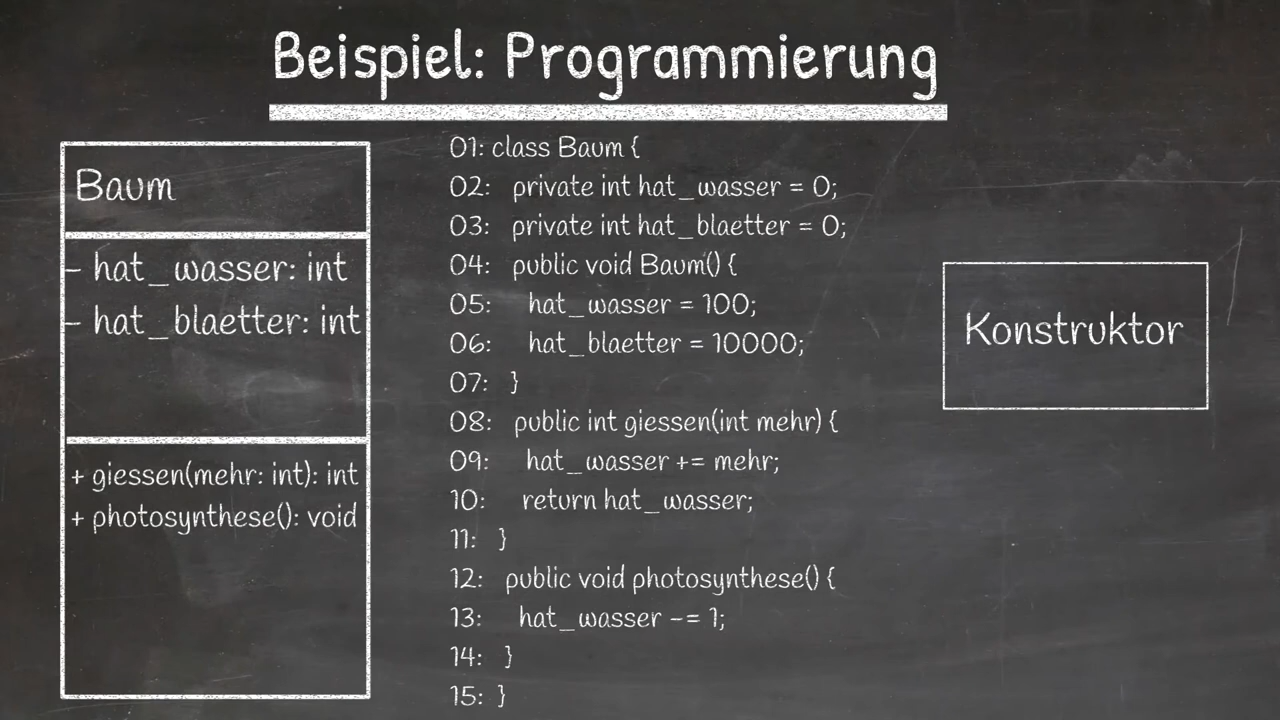 Beispiel: Programmierung
Baum
- hat_wasser: int
- hat_blaetter: int
+ giessen(mehr: int): int
+ photosynthese(): void
01: class Baum {
02: private int hat_wasser = 0;
03: private int hat_blaetter = 0;
04: public void Baum() {
05: hat_wasser = 100;
06: hat_blaetter = 10000;
07: }
08: public int giessen(int mehr) {
09: hat_wasser += mehr;
10: return hat_wasser;
11: }
12: public void photosynthese() {
13: hat_wasser -= 1;
14: }
15: }
Konstruktor